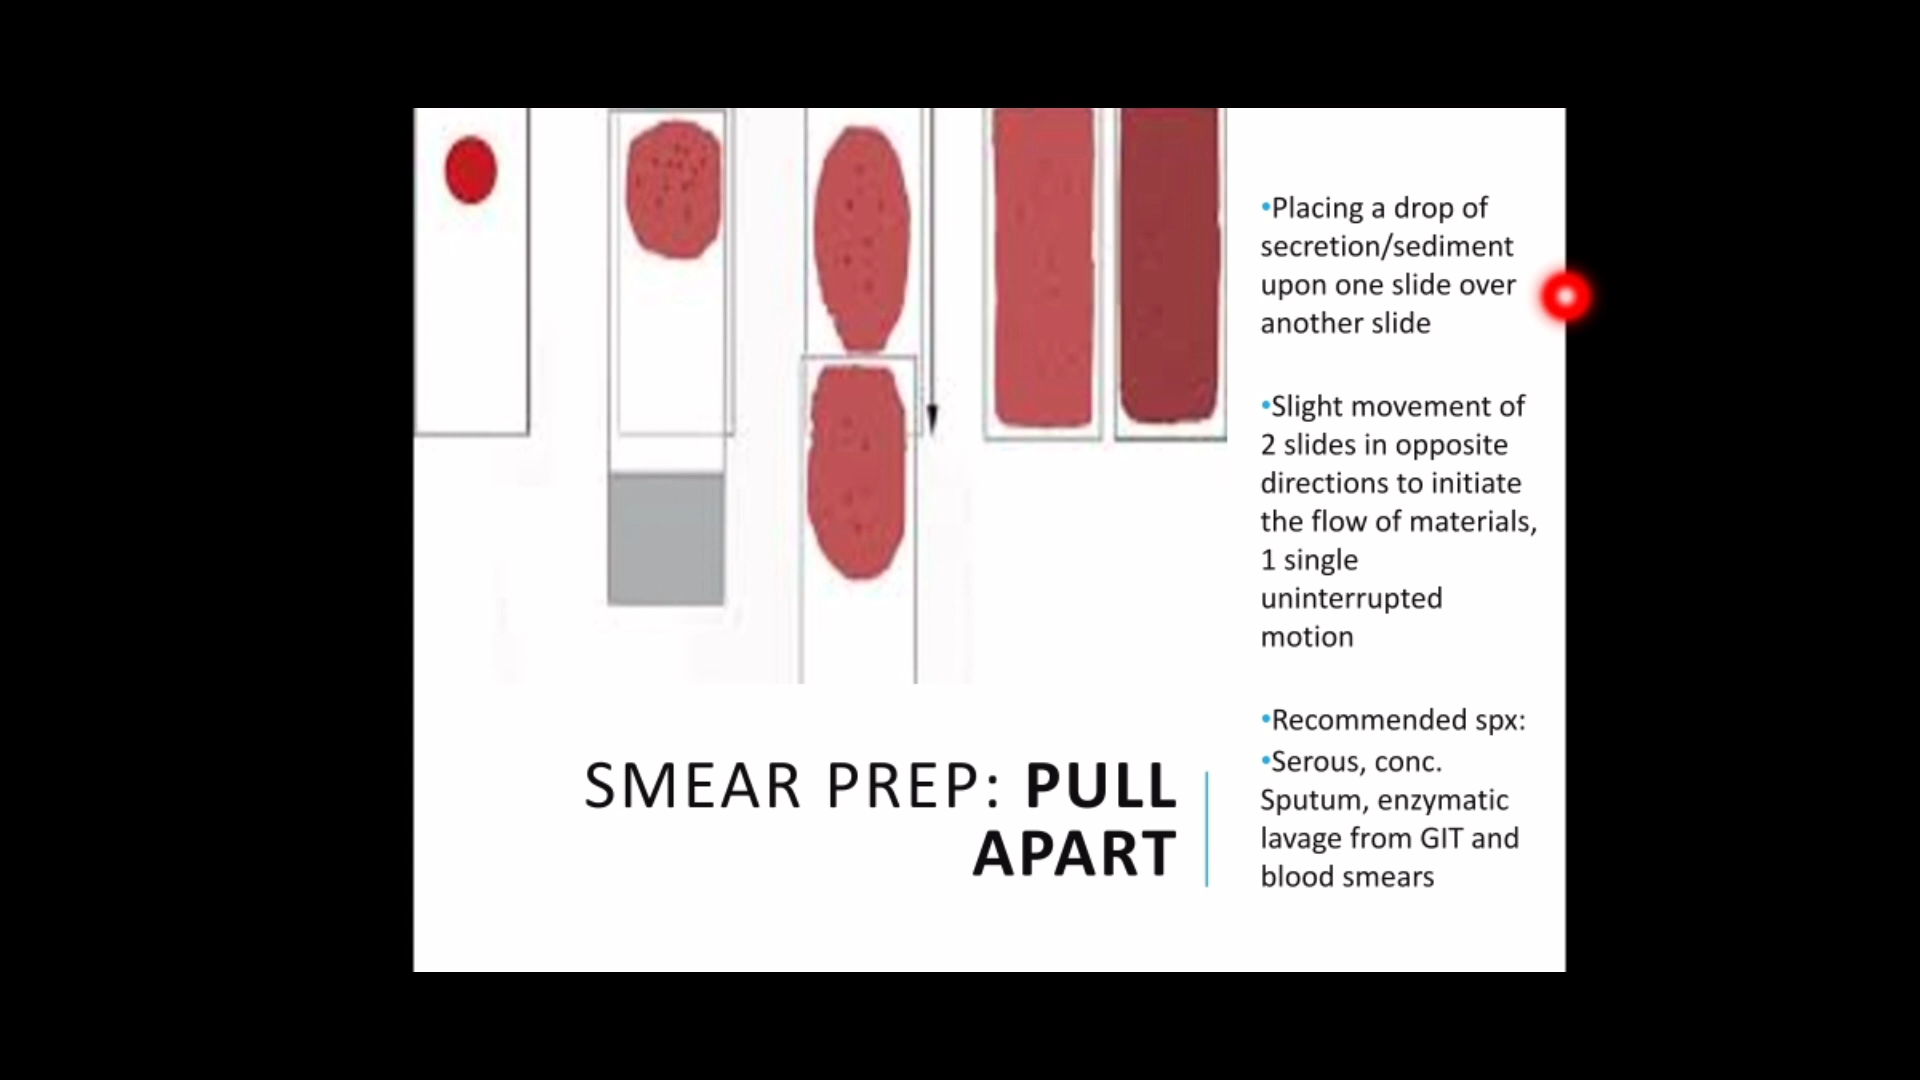 •Placing a drop of
secretion/sediment
upon one slide over
another slide
•Slight movement of
2 slides in opposite
directions to initiate
the flow of materials,
1 single
uninterrupted
motion
•Recommended spx:
•Serous, conc.
Sputum, enzymatic
lavage from GIT and
blood smears
SMEAR PREP: PULL
APART